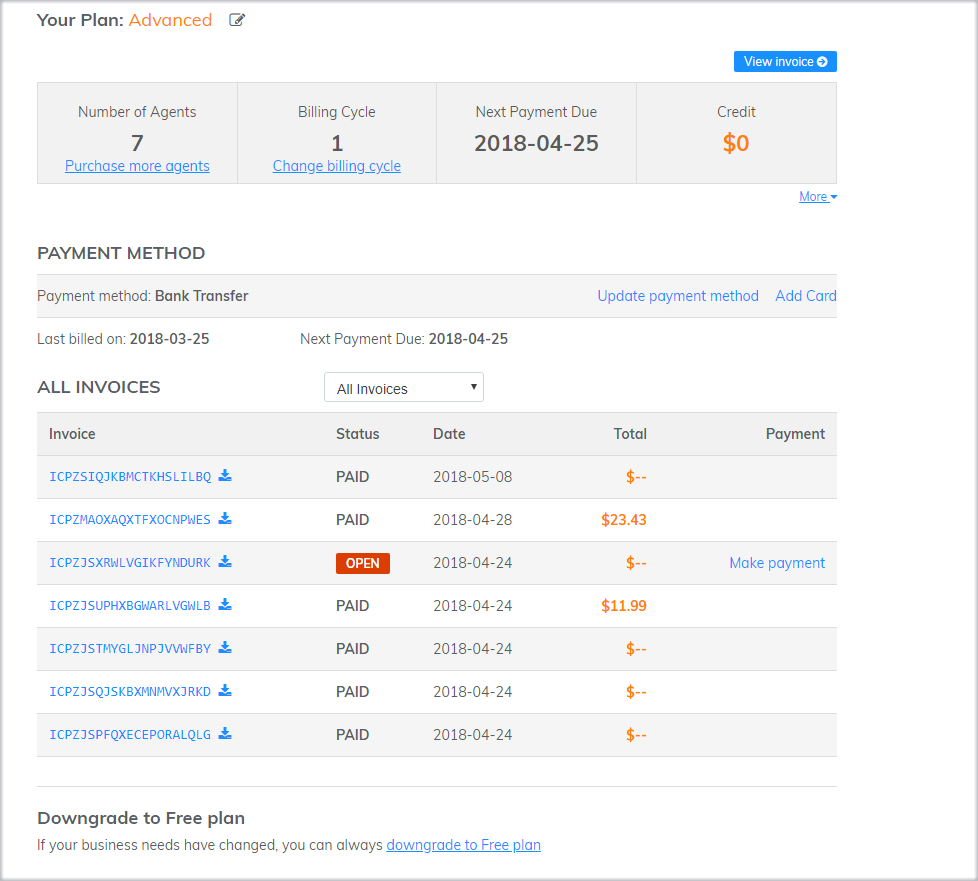 Your Plan: Advanced
View invoice
Number of Agents Billing Cycle Next Payment Due Credit
7 1 2018-04-25 $0
Purchase more agents Change billing cycle
More
PAYMENT METHOD
Payment method: Bank Transfer Update payment method Add Card
Last billed on: 2018-03-25 Next Payment Due: 2018-04-25
ALL INVOICES All Invoices
Invoice Status Date Total Payment
ICPZSIQJKBMCTKHSLILBQ PAID 2018-05-08 $--
ICPZMAOXAQXTFXOCNPWES PAID 2018-04-28 $23.43
ICPZJSXRWLVGIKFYNDURK OPEN 2018-04-24 $-- Make payment
ICPZJSUPHXBGWARLVGWLB PAID 2018-04-24 $11.99
ICPZJSTMYGLJNPJVVWFBY PAID 2018-04-24 $--
ICPZJSQJSKBXMNMVXJRKD PAID 2018-04-24 $--
ICPZJSPFQXECEPORALQLG PAID 2018-04-24 $--
Downgrade to Free plan
If your business needs have changed, you can always downgrade to Free plan